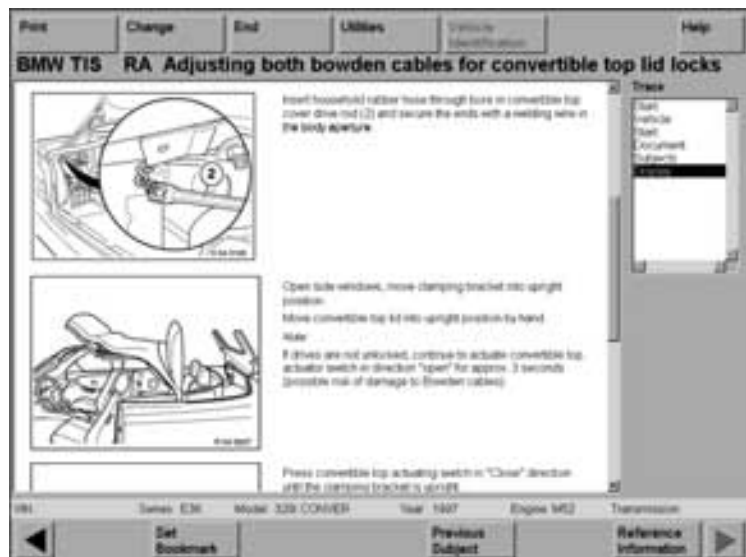 Print Change End Utilities Vehicle Identification Help
BMW TIS RA Adjusting both bowden cables for convertible top lid locks
Trace
Start
Vehicle
Start
Document
Subjects
Insert household rubber hose through bore in convertible top
cover drive rod (2) and secure the ends with a welding wire in
the body aperture.
2
Open side windows, move clamping bracket into upright
position.
Move convertible top lid into upright position by hand.
Note:
If drives are not unlocked, continue to actuate convertible top
actuator switch in direction "open" for approx. 3 seconds
(possible risk of damage to Bowden cables).
Press convertible top actuating switch in "Close" direction
until the clamping bracket is upright.
VIN: Series: E36 Model: 328i CONVER Year: 1997 Engine: M52 Transmission:
Set Bookmark Previous Subject Reference Information